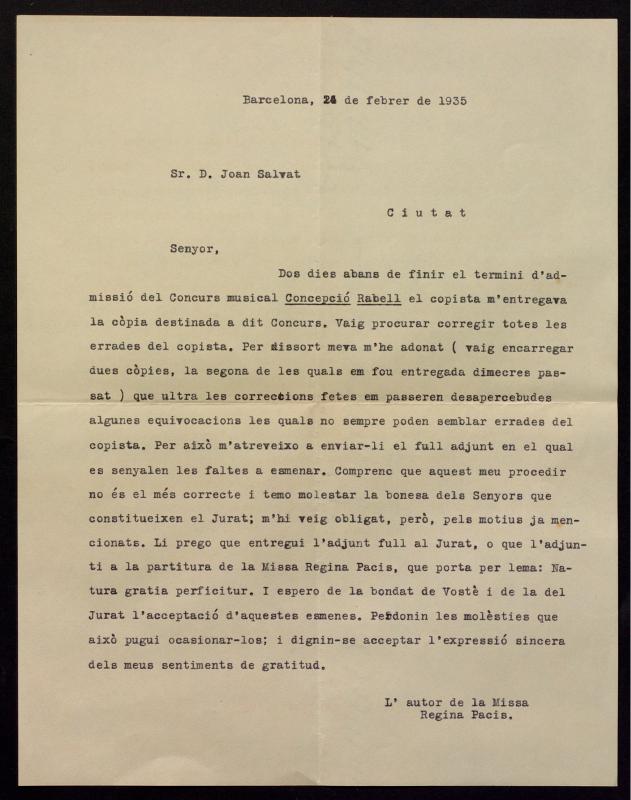 Barcelona, 24 de febrer de 1935
Sr. D. Joan Salvat
C i u t a t
Senyor,
Dos dies abans de finir el termini d'ad-
missió del Concurs musical Concepció Rabell el copista m'entregava
la còpia destinada a dit Concurs. Vaig procurar corregir totes les
errades del copista. Per dissort meva m'he adonat ( vaig encarregar
dues còpies, la segona de les quals em fou entregada dimecres pas-
sat ) que ultra les correccions fetes em passeren desapercebudes
algunes equivocacions les quals no sempre poden semblar errades del
copista. Per això m'atreveixo a enviar-li el full adjunt en el qual
es senyalen les faltes a esmenar. Comprenc que aquest meu procedir
no és el més correcte i temo molestar la bonesa dels Senyors que
constitueixen el Jurat; m'hi veig obligat, però, pels motius ja men-
cionats. Li prego que entregui l'adjunt full al Jurat, o que l'adjun-
ti a la partitura de la Missa Regina Pacis, que porta per lema: Na-
tura gratia perficitur. I espero de la bondat de Vostè i de la del
Jurat l'acceptació d'aquestes esmenes. Perdonin les molèsties que
això pugui ocasionar-los; i dignin-se acceptar l'expressió sincera
dels meus sentiments de gratitud.
L' autor de la Missa
Regina Pacis.